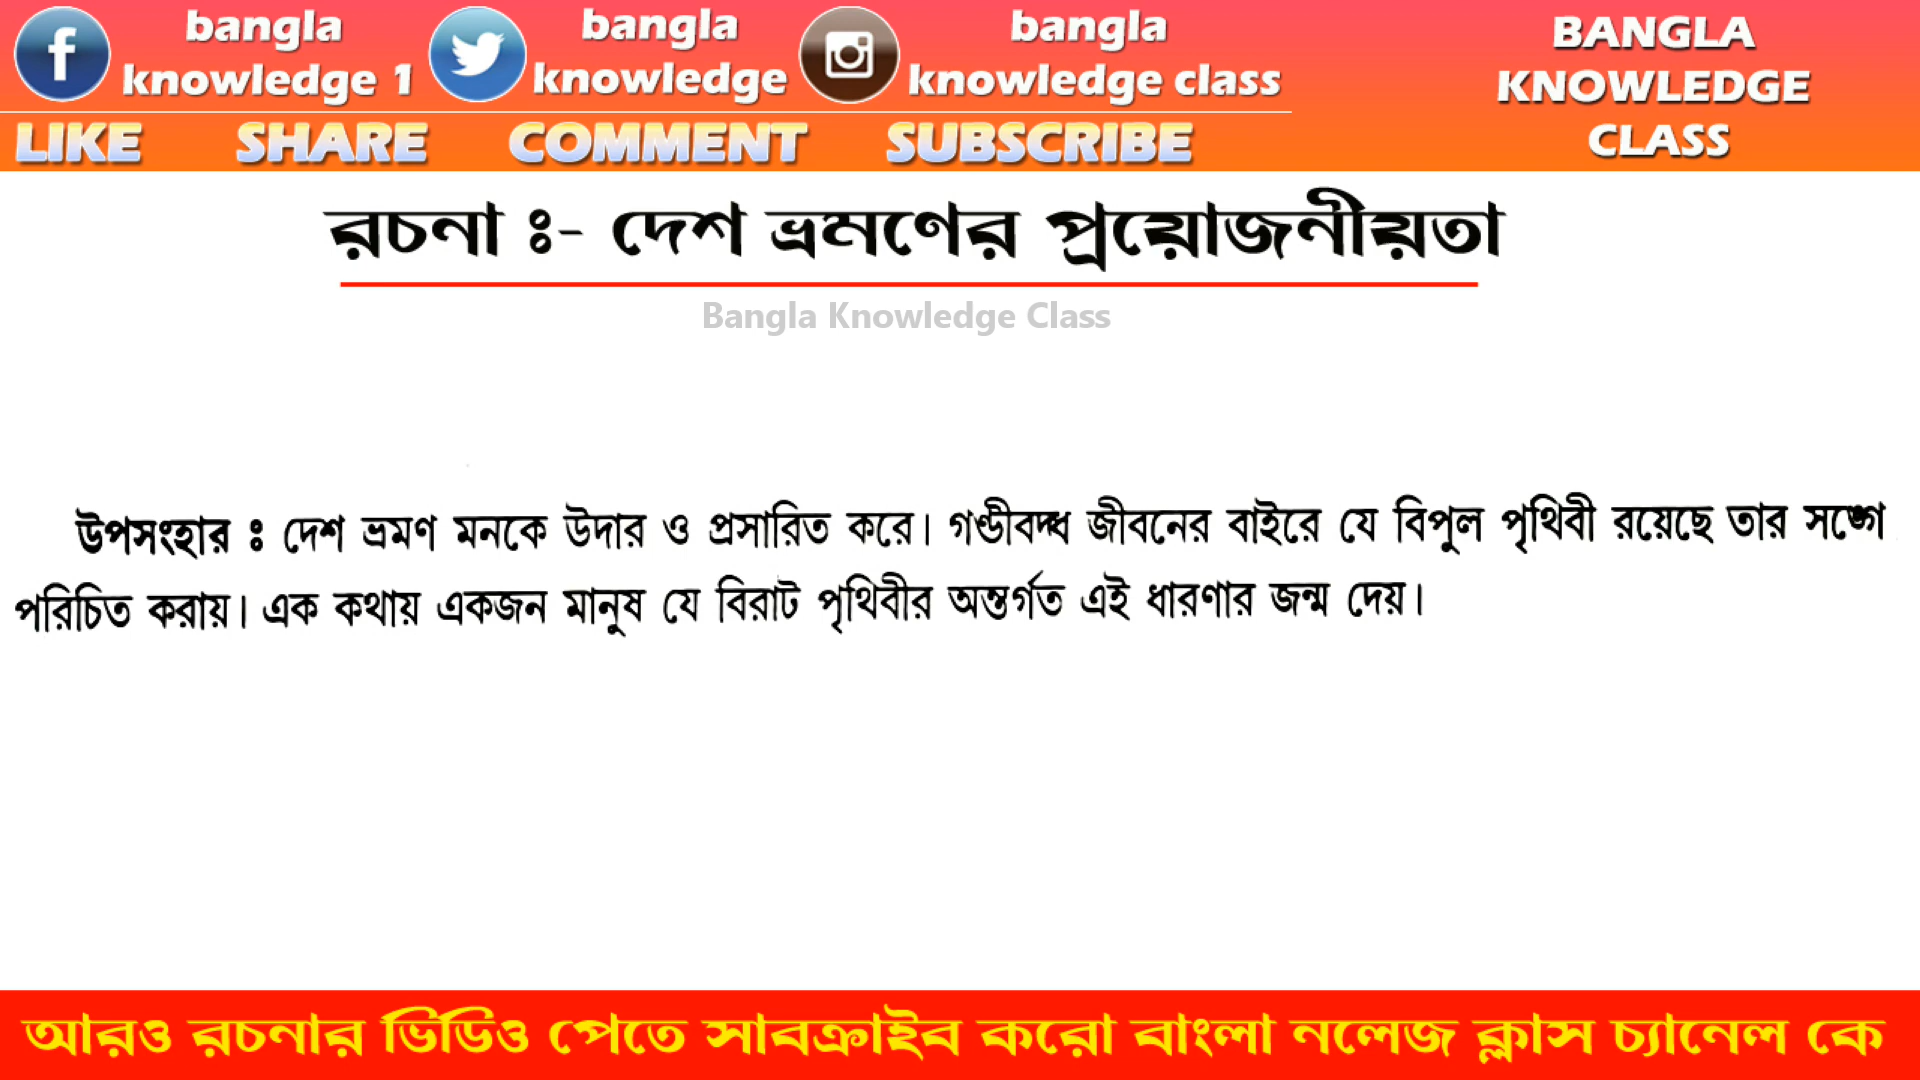 bangla
knowledge 1
bangla
knowledge
bangla
knowledge class
BANGLA
KNOWLEDGE
CLASS
LIKE SHARE COMMENT SUBSCRIBE
রচনা ঃ- দেশ ভ্রমণের প্রয়োজনীয়তা
Bangla Knowledge Class
উপসংহার ঃ দেশ ভ্রমণ মনকে উদার ও প্রসারিত করে। গণ্ডীবদ্ধ জীবনের বাইরে যে বিপুল পৃথিবী রয়েছে তার সঙ্গে
পরিচিত করায়। এক কথায় একজন মানুষ যে বিরাট পৃথিবীর অন্তর্গত এই ধারণার জন্ম দেয়।
আরও রচনার ভিডিও পেতে সাবক্রাইব করো বাংলা নলেজ ক্লাস চ্যানেল কে